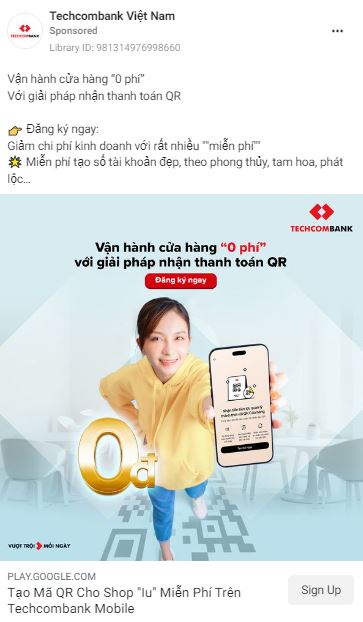 Techcombank Việt Nam
Sponsored
Library ID: 981314976998660
Vận hành cửa hàng “0 phí”
Với giải pháp nhận thanh toán QR
👉 Đăng ký ngay:
Giảm chi phí kinh doanh với rất nhiều ""miễn phí""
💥 Miễn phí tạo số tài khoản đẹp, theo phong thủy, tam hoa, phát
lộc...
TECHCOMBANK
TECHCOMBANK
Vận hành cửa hàng “0 phí”
với giải pháp nhận thanh toán QR
Đăng ký ngay
0đ
VƯỢT TRỘI MỖI NGÀY
PLAY.GOOGLE.COM
Tạo Mã QR Cho Shop "Iu" Miễn Phí Trên
Techcombank Mobile
Sign Up